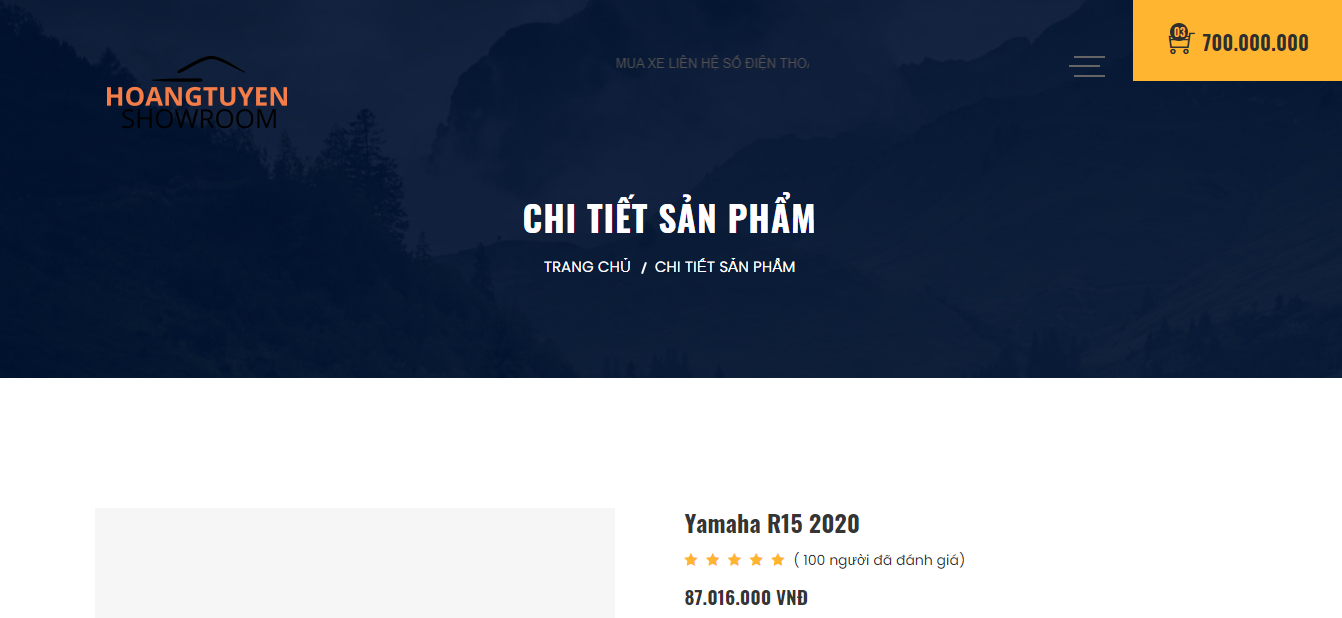 03
700.000.000
MUA XE LIÊN HỆ SỐ ĐIỆN
HOANGTUYEN
SHOWROOM
CHI TIẾT SẢN PHẨM
TRANG CHỦ / CHI TIẾT SẢN PHẨM
Yamaha R15 2020
( 100 người đã đánh giá)
87.016.000 VNĐ